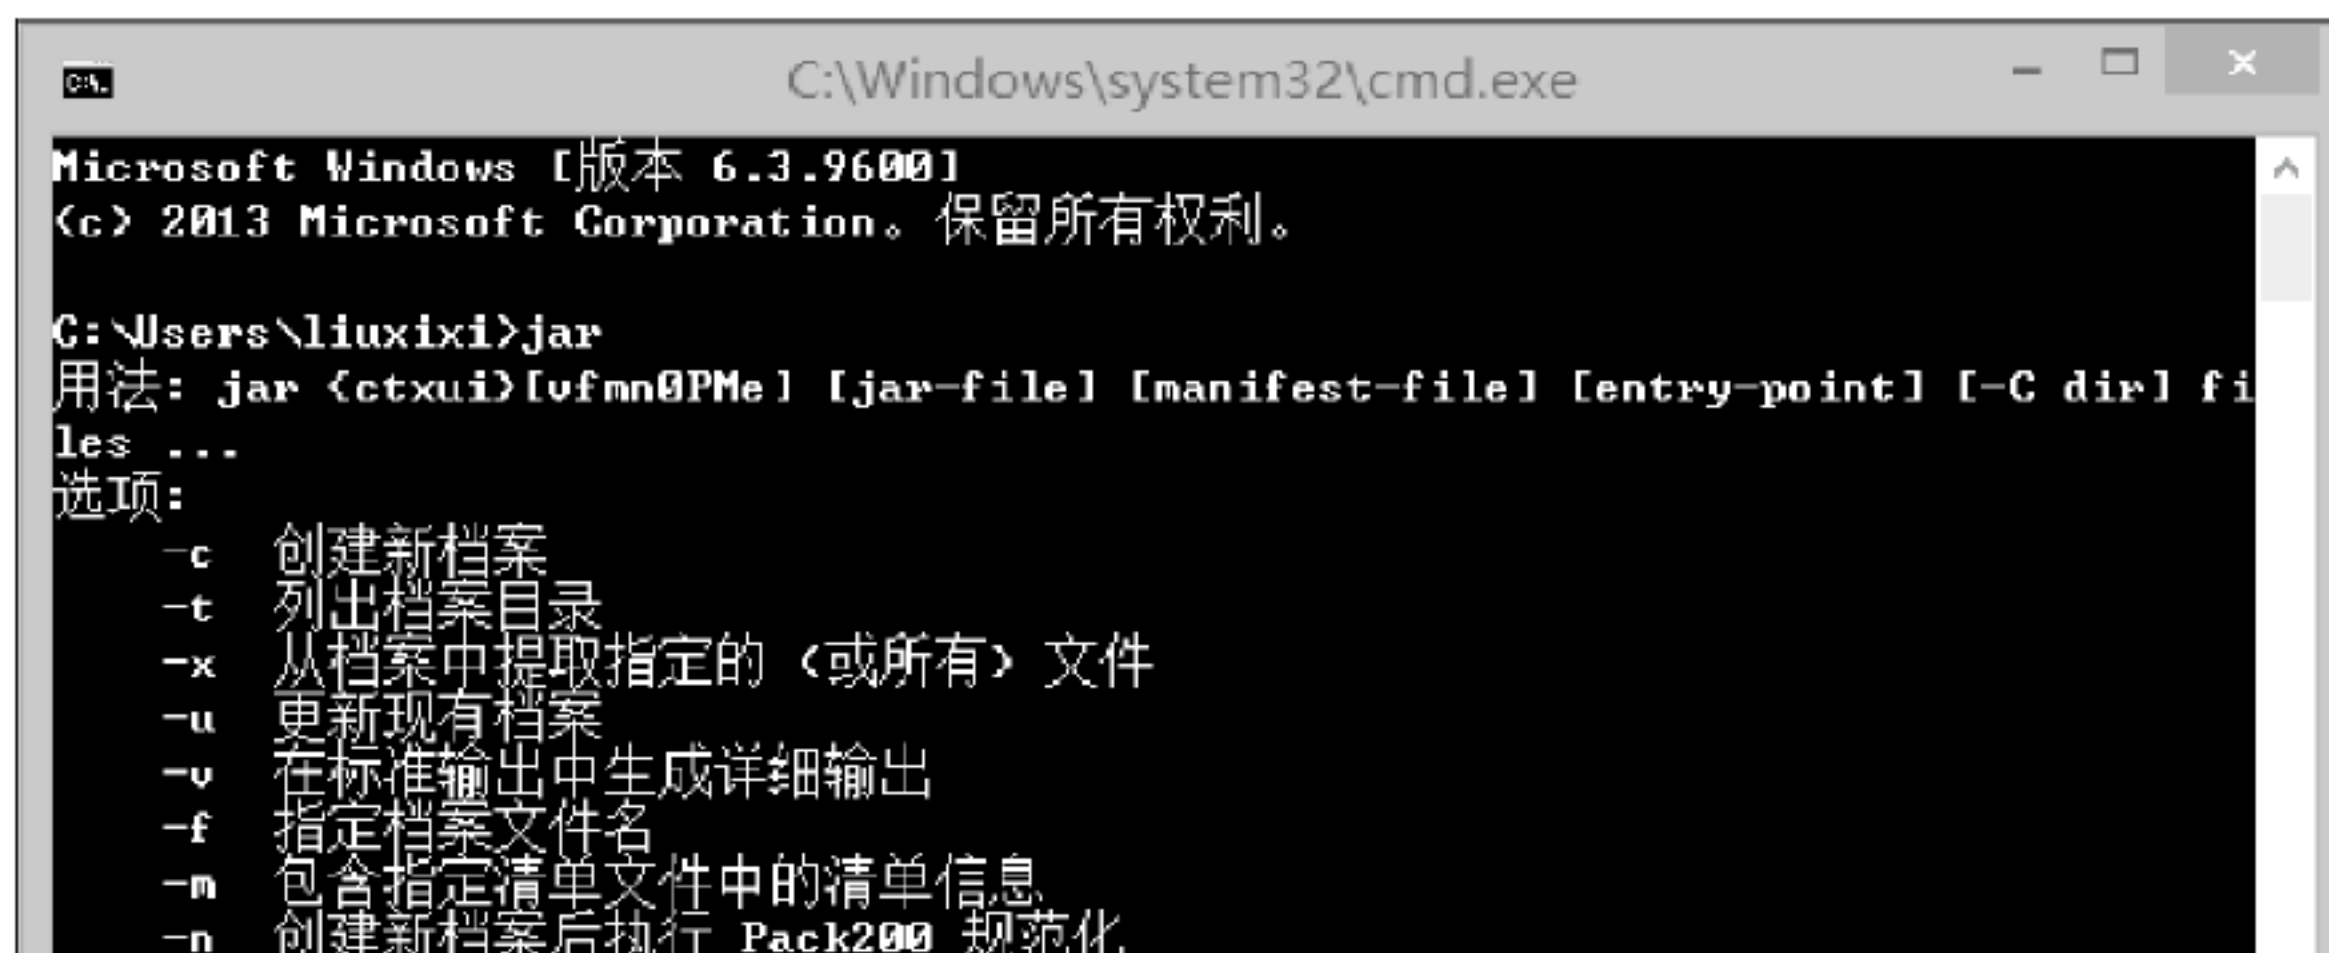 C:\Windows\system32\cmd.exe
Microsoft Windows [版本 6.3.9600]
(c) 2013 Microsoft Corporation。保留所有权利。
C:\Users\liuxixi>jar
用法: jar {ctxui}[vfmn0PMe] [jar-file] [manifest-file] [entry-point] [-C dir] fi
les ...
选项:
-c 创建新档案
-t 列出档案目录
-x 从档案中提取指定的 (或所有) 文件
-u 更新现有档案
-v 在标准输出中生成详细输出
-f 指定档案文件名
-m 包含指定清单文件中的清单信息
-n 创建新档案后执行 Pack200 规范化